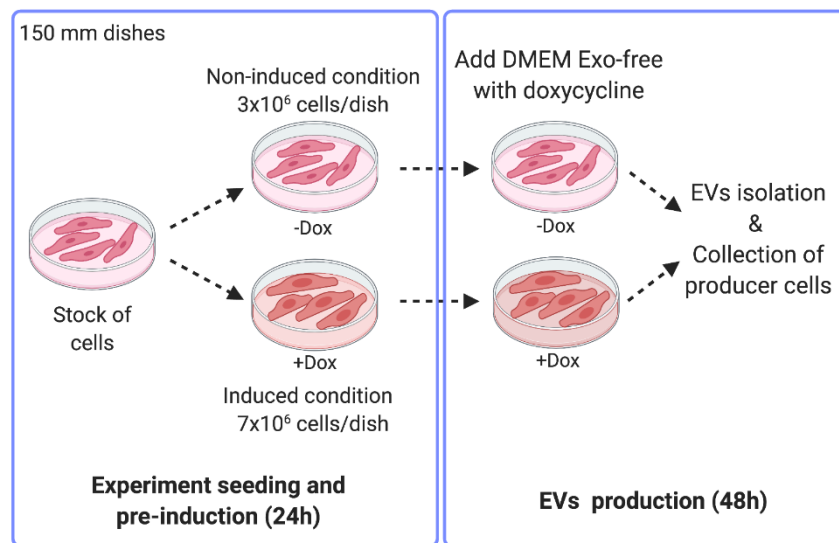 150 mm dishes
Non-induced condition
3x10⁶ cells/dish
-Dox
Stock of
cells
+Dox
Induced condition
7x10⁶ cells/dish
Experiment seeding and
pre-induction (24h)
Add DMEM Exo-free
with doxycycline
-Dox
+Dox
EVs isolation
&
Collection of
producer cells
EVs production (48h)